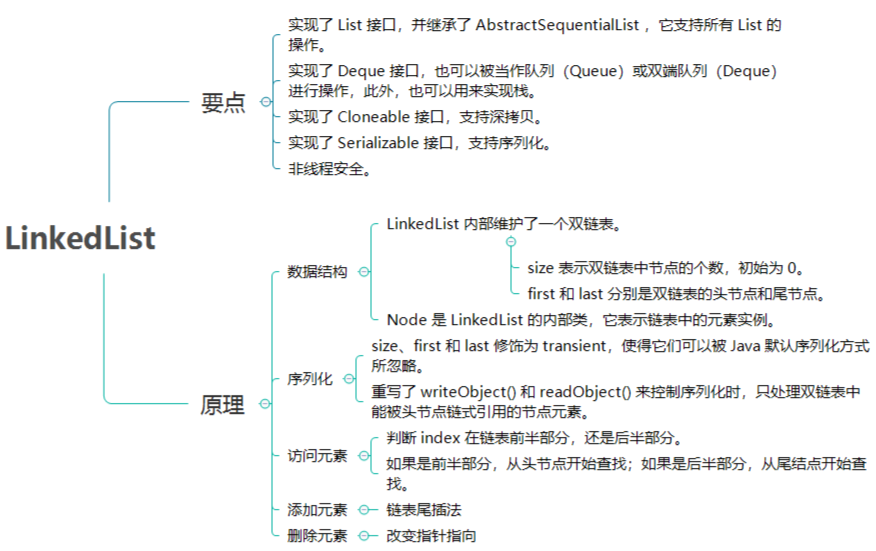 实现了 List 接口，并继承了 AbstractSequentialList ，它支持所有 List 的
操作。
实现了 Deque 接口，也可以被当作队列（Queue）或双端队列（Deque）
进行操作，此外，也可以用来实现栈。
要点
实现了 Cloneable 接口，支持深拷贝。
实现了 Serializable 接口，支持序列化。
非线程安全。
LinkedList
LinkedList 内部维护了一个双链表。
数据结构
size 表示双链表中节点的个数，初始为 0。
first 和 last 分别是双链表的头节点和尾节点。
Node 是 LinkedList 的内部类，它表示链表中的元素实例。
原理
序列化
size、first 和 last 修饰为 transient，使得它们可以被 Java 默认序列化方式
所忽略。
重写了 writeObject() 和 readObject() 来控制序列化时，只处理双链表中
能被头节点链式引用的节点元素。
访问元素
判断 index 在链表前半部分，还是后半部分。
如果是前半部分，从头节点开始查找；如果是后半部分，从尾结点开始查
找。
添加元素
链表尾插法
删除元素
改变指针指向